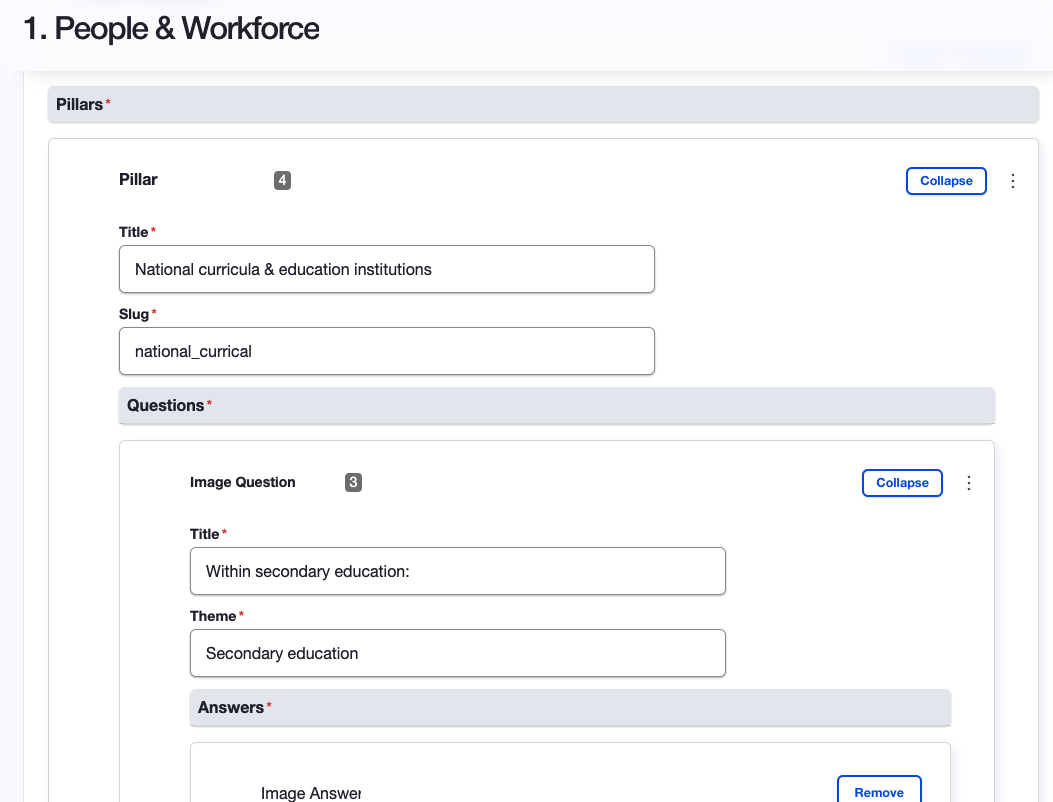 1. People & Workforce
Pillars*
Pillar 4 Collapse
Title*
National curricula & education institutions
Slug*
national_currical
Questions*
Image Question 3 Collapse
Title*
Within secondary education:
Theme*
Secondary education
Answers*
Image Answer Remove